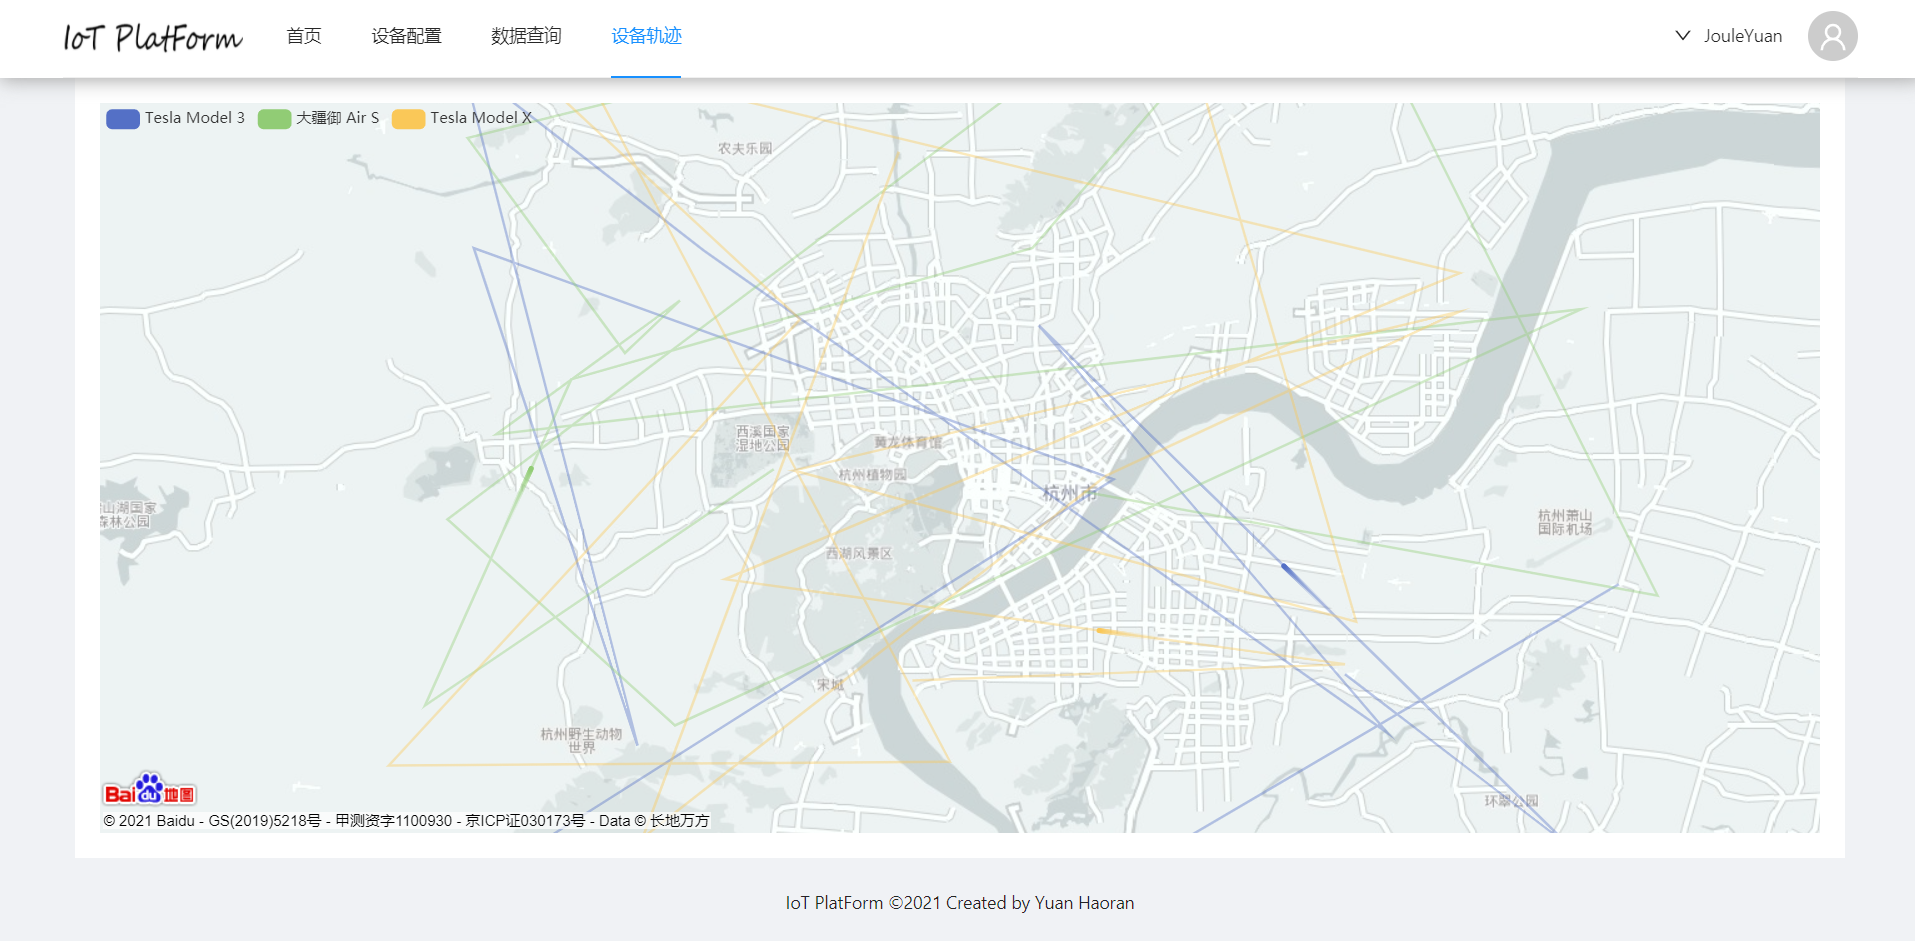 IoT PlatForm 首页 设备配置 数据查询 设备轨迹 JouleYuan
Tesla Model 3 大疆御 Air S Tesla Model X
农夫乐园
西溪国家
湿地公园
黄龙体育馆
杭州植物园
杭州市
山湖国家
森林公园
杭州萧山
国际机场
西湖风景区
宋城
杭州野生动物
世界
Bai du 地图
环翠公园
© 2021 Baidu - GS(2019)5218号 - 甲测资字1100930 - 京ICP证030173号 - Data © 长地万方
IoT PlatForm ©2021 Created by Yuan Haoran